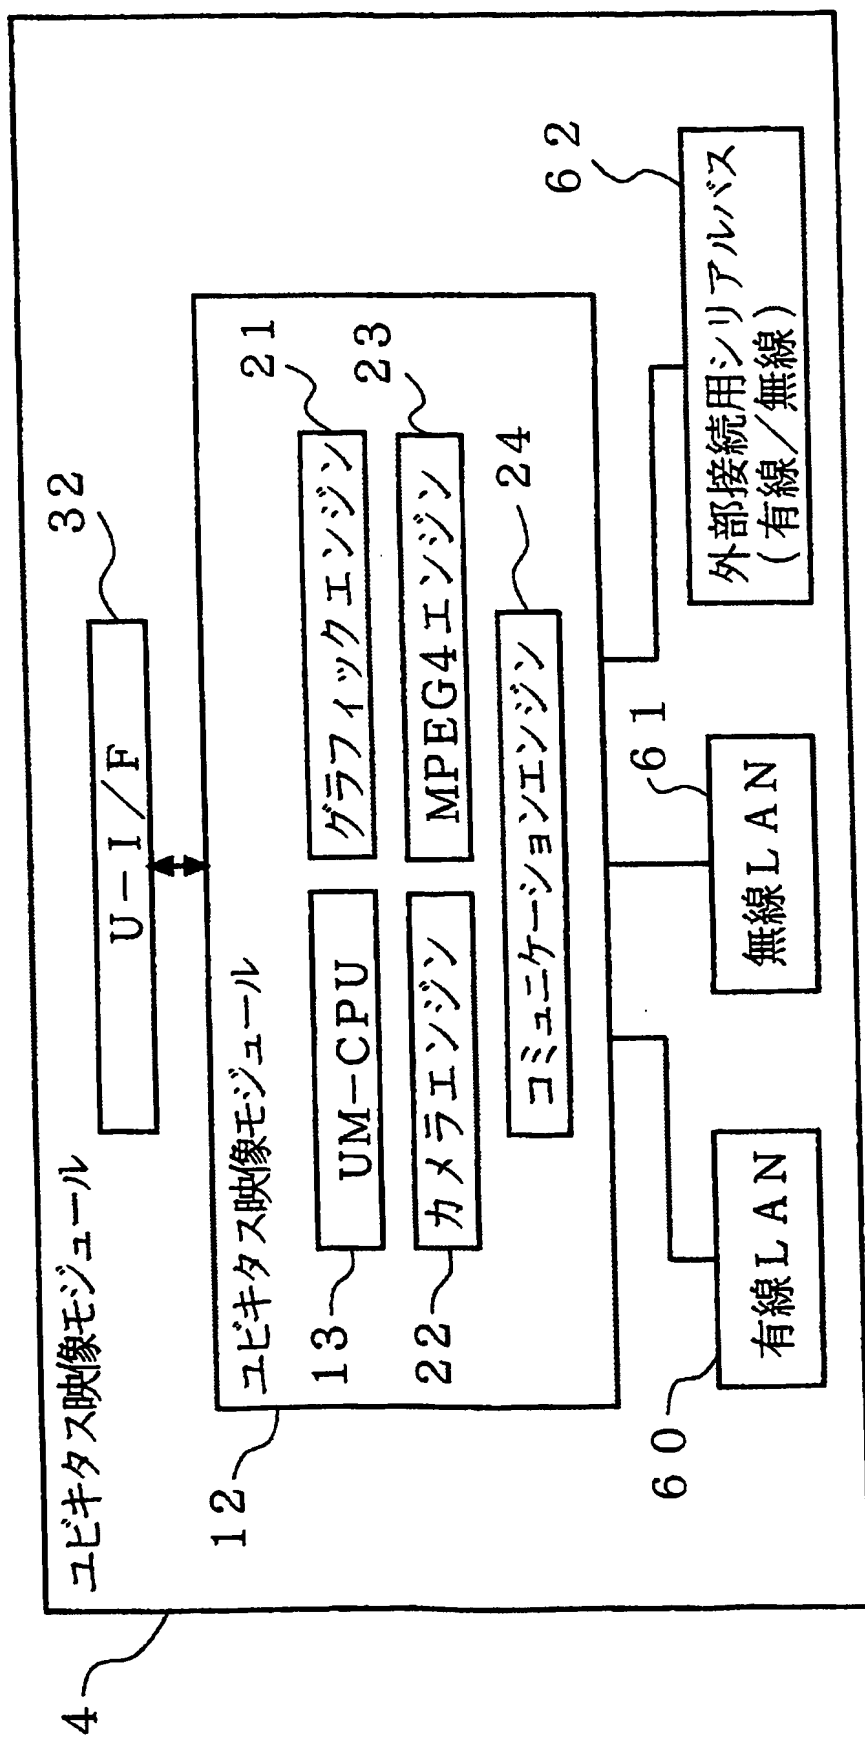 4
ユビキタス映像モジュール
U－I／F
32
12
ユビキタス映像モジュール
13
UM－CPU
グラフィックエンジン
21
22
カメラエンジン
MPEG4エンジン
23
コミュニケーションエンジン
24
60
有線LAN
61
無線LAN
62
外部接続用シリアルバス
（有線／無線）